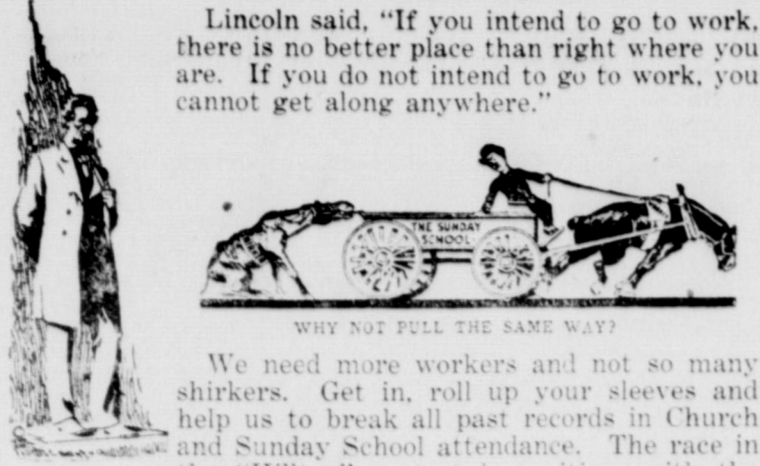 Lincoln said, "If you intend to go to work,
there is no better place than right where you
are. If you do not intend to go to work, you
cannot get along anywhere."
THE SUNDAY
SCHOOL
WHY NOT PULL THE SAME WAY?
We need more workers and not so many
shirkers. Get in, roll up your sleeves and
help us to break all past records in Church
and Sunday School attendance. The race in